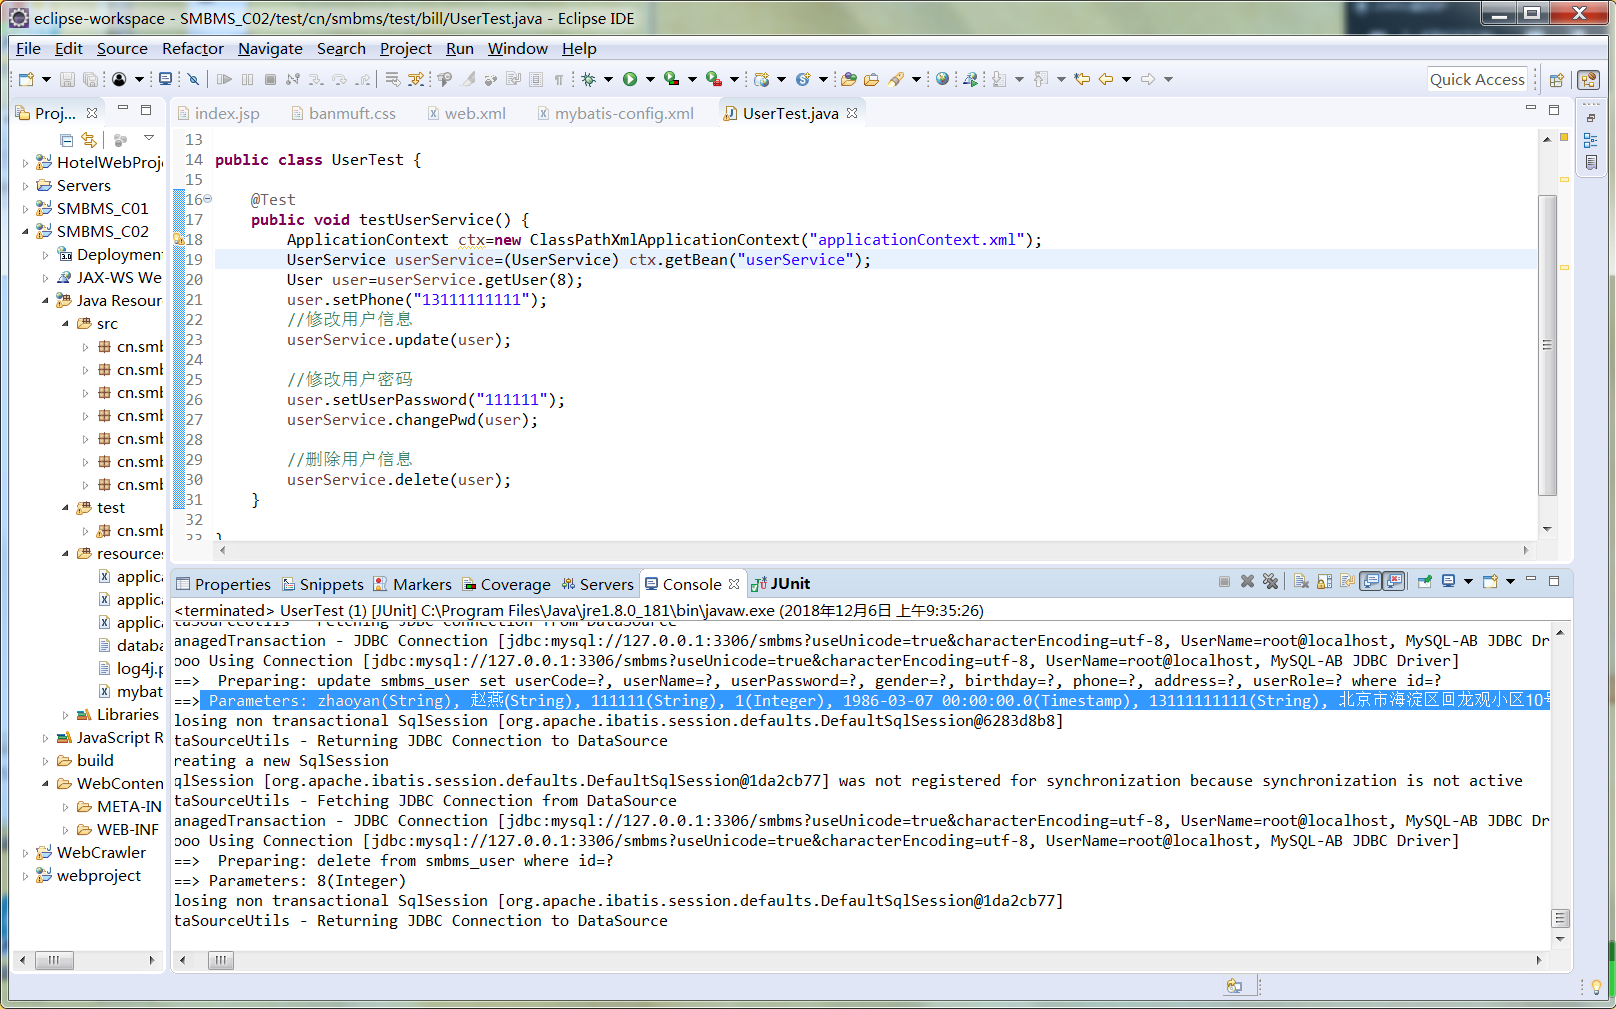 eclipse-workspace - SMBMS_C02/test/cn/smbms/test/bill/UserTest.java - Eclipse IDE
File Edit Source Refactor Navigate Search Project Run Window Help
Quick Access
Proj...
index.jsp
banmuft.css
web.xml
mybatis-config.xml
UserTest.java
HotelWebProj
Servers
SMBMS_C01
SMBMS_C02
Deploymen
JAX-WS We
Java Resour
src
cn.smb
cn.smb
cn.smb
cn.smb
cn.smb
cn.smb
cn.smb
test
cn.smb
resource
applica
applica
applica
databa
log4j.p
mybat
Libraries
JavaScript R
build
WebConten
META-IN
WEB-INF
WebCrawler
webproject
13
14 public class UserTest {
15
16 @Test
17 public void testUserService() {
18 ApplicationContext ctx=new ClassPathXmlApplicationContext("applicationContext.xml");
19 UserService userService=(UserService) ctx.getBean("userService");
20 User user=userService.getUser(8);
21 user.setPhone("13111111111");
22 //修改用户信息
23 userService.update(user);
24
25 //修改用户密码
26 user.setUserPassword("111111");
27 userService.changePwd(user);
28
29 //删除用户信息
30 userService.delete(user);
31 }
32
33 }
Properties Snippets Markers Coverage Servers Console JUnit
<terminated> UserTest (1) [JUnit] C:\Program Files\Java\jre1.8.0_181\bin\javaw.exe (2018年12月6日 上午9:35:26)
taSourceUtils - Fetching JDBC Connection from DataSource
anagedTransaction - JDBC Connection [jdbc:mysql://127.0.0.1:3306/smbms?useUnicode=true&characterEncoding=utf-8, UserName=root@localhost, MySQL-AB JDBC Dr
ooo Using Connection [jdbc:mysql://127.0.0.1:3306/smbms?useUnicode=true&characterEncoding=utf-8, UserName=root@localhost, MySQL-AB JDBC Driver]
==>  Preparing: update smbms_user set userCode=?, userName=?, userPassword=?, gender=?, birthday=?, phone=?, address=?, userRole=? where id=?
==> Parameters: zhaoyan(String), 赵燕(String), 111111(String), 1(Integer), 1986-03-07 00:00:00.0(Timestamp), 13111111111(String), 北京市海淀区回龙观小区10号
losing non transactional SqlSession [org.apache.ibatis.session.defaults.DefaultSqlSession@6283d8b8]
taSourceUtils - Returning JDBC Connection to DataSource
reating a new SqlSession
qlSession [org.apache.ibatis.session.defaults.DefaultSqlSession@1da2cb77] was not registered for synchronization because synchronization is not active
taSourceUtils - Fetching JDBC Connection from DataSource
anagedTransaction - JDBC Connection [jdbc:mysql://127.0.0.1:3306/smbms?useUnicode=true&characterEncoding=utf-8, UserName=root@localhost, MySQL-AB JDBC Dr
ooo Using Connection [jdbc:mysql://127.0.0.1:3306/smbms?useUnicode=true&characterEncoding=utf-8, UserName=root@localhost, MySQL-AB JDBC Driver]
==>  Preparing: delete from smbms_user where id=?
==> Parameters: 8(Integer)
losing non transactional SqlSession [org.apache.ibatis.session.defaults.DefaultSqlSession@1da2cb77]
taSourceUtils - Returning JDBC Connection to DataSource